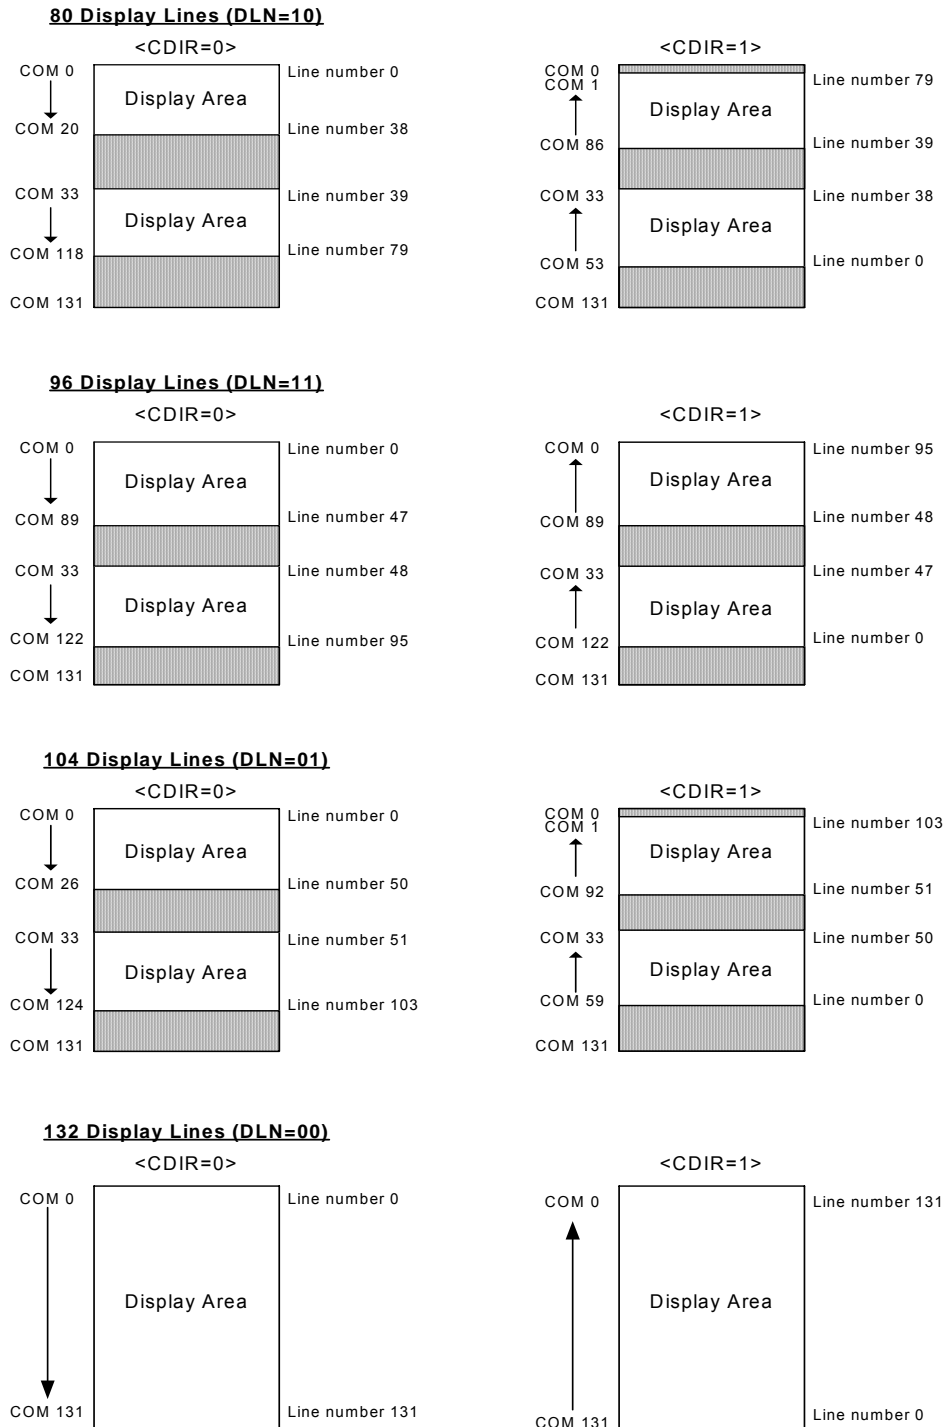 80 Display Lines (DLN=10)
<CDIR=0>
COM 0
Display Area
Line number 0
COM 20
Line number 38
COM 33
Line number 39
Display Area
COM 118
Line number 79
COM 131
<CDIR=1>
COM 0
COM 1
Line number 79
Display Area
COM 86
Line number 39
COM 33
Line number 38
Display Area
COM 53
Line number 0
COM 131
96 Display Lines (DLN=11)
<CDIR=0>
COM 0
Line number 0
Display Area
COM 89
Line number 47
COM 33
Line number 48
Display Area
COM 122
Line number 95
COM 131
<CDIR=1>
COM 0
Line number 95
Display Area
COM 89
Line number 48
COM 33
Line number 47
Display Area
COM 122
Line number 0
COM 131
104 Display Lines (DLN=01)
<CDIR=0>
COM 0
Line number 0
Display Area
COM 26
Line number 50
COM 33
Line number 51
Display Area
COM 124
Line number 103
COM 131
<CDIR=1>
COM 0
COM 1
Line number 103
Display Area
COM 92
Line number 51
COM 33
Line number 50
Display Area
COM 59
Line number 0
COM 131
132 Display Lines (DLN=00)
<CDIR=0>
COM 0
Line number 0
Display Area
COM 131
Line number 131
<CDIR=1>
COM 0
Line number 131
Display Area
COM 131
Line number 0